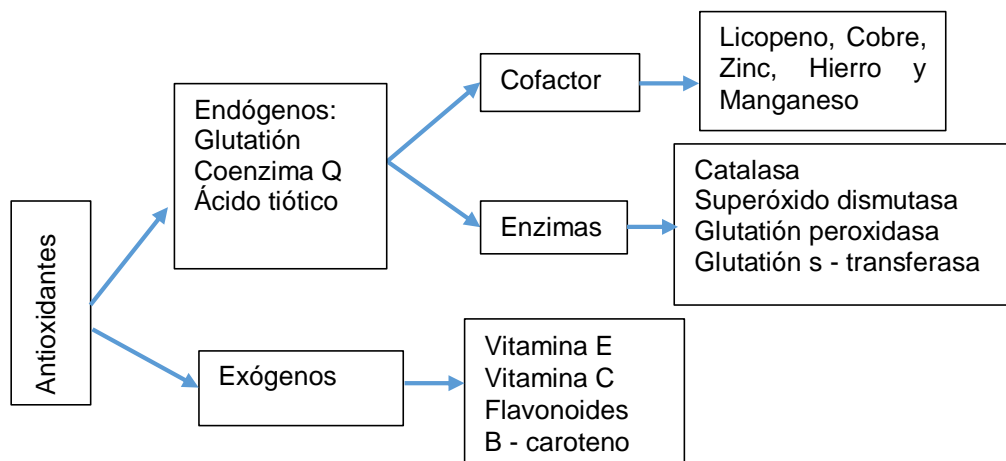 Antioxidantes
Endógenos:
Glutatión
Coenzima Q
Ácido tiótico
Cofactor
Licopeno, Cobre,
Zinc, Hierro y
Manganeso
Enzimas
Catalasa
Superóxido dismutasa
Glutatión peroxidasa
Glutatión s - transferasa
Exógenos
Vitamina E
Vitamina C
Flavonoides
B - caroteno